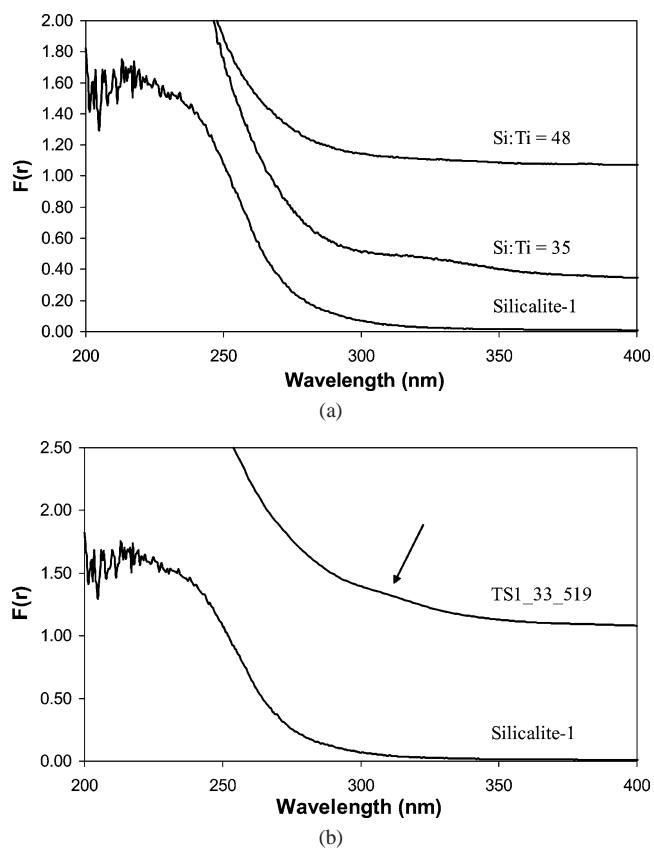 2.00
1.80
1.60
1.40
1.20
1.00
0.80
0.60
0.40
0.20
0.00
F(r)
Si:Ti = 48
Si:Ti = 35
Silicalite-1
200 250 300 350 400
Wavelength (nm)
(a)
2.50
2.00
1.50
1.00
0.50
0.00
F(r)
TS1_33_519
Silicalite-1
200 250 300 350 400
Wavelength (nm)
(b)